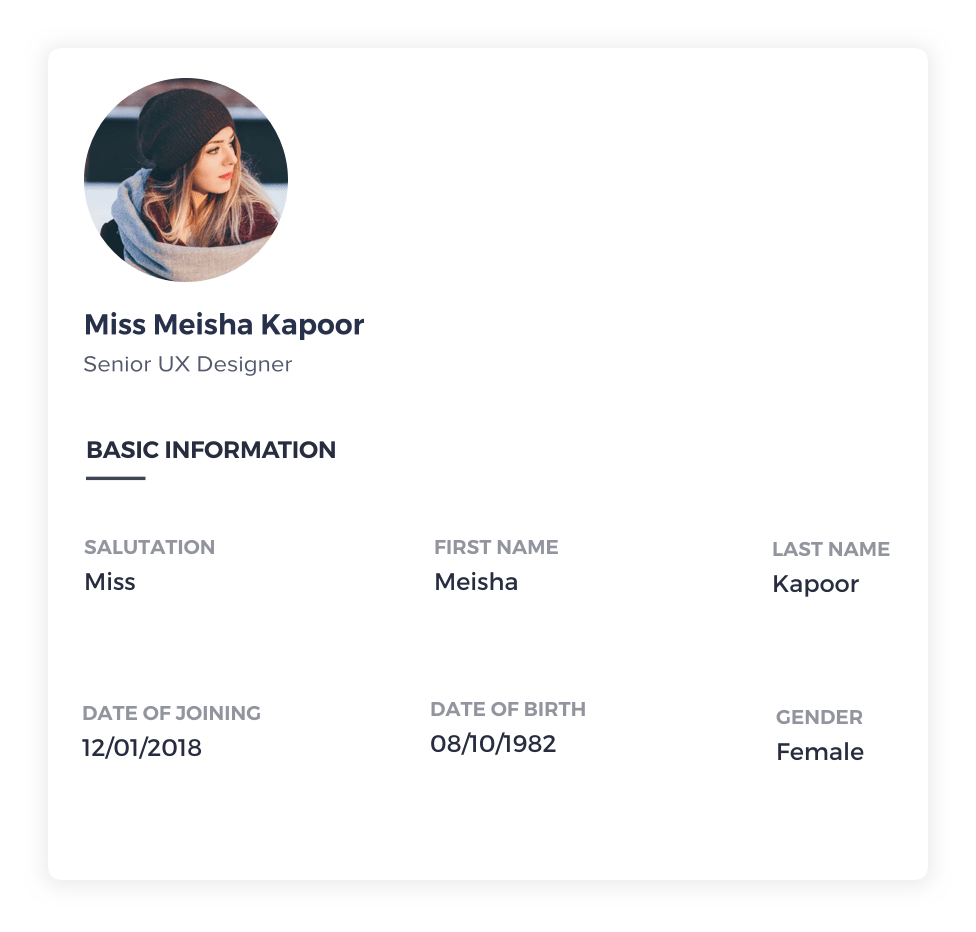 Miss Meisha Kapoor
Senior UX Designer
BASIC INFORMATION
SALUTATION
Miss
FIRST NAME
Meisha
LAST NAME
Kapoor
DATE OF JOINING
12/01/2018
DATE OF BIRTH
08/10/1982
GENDER
Female